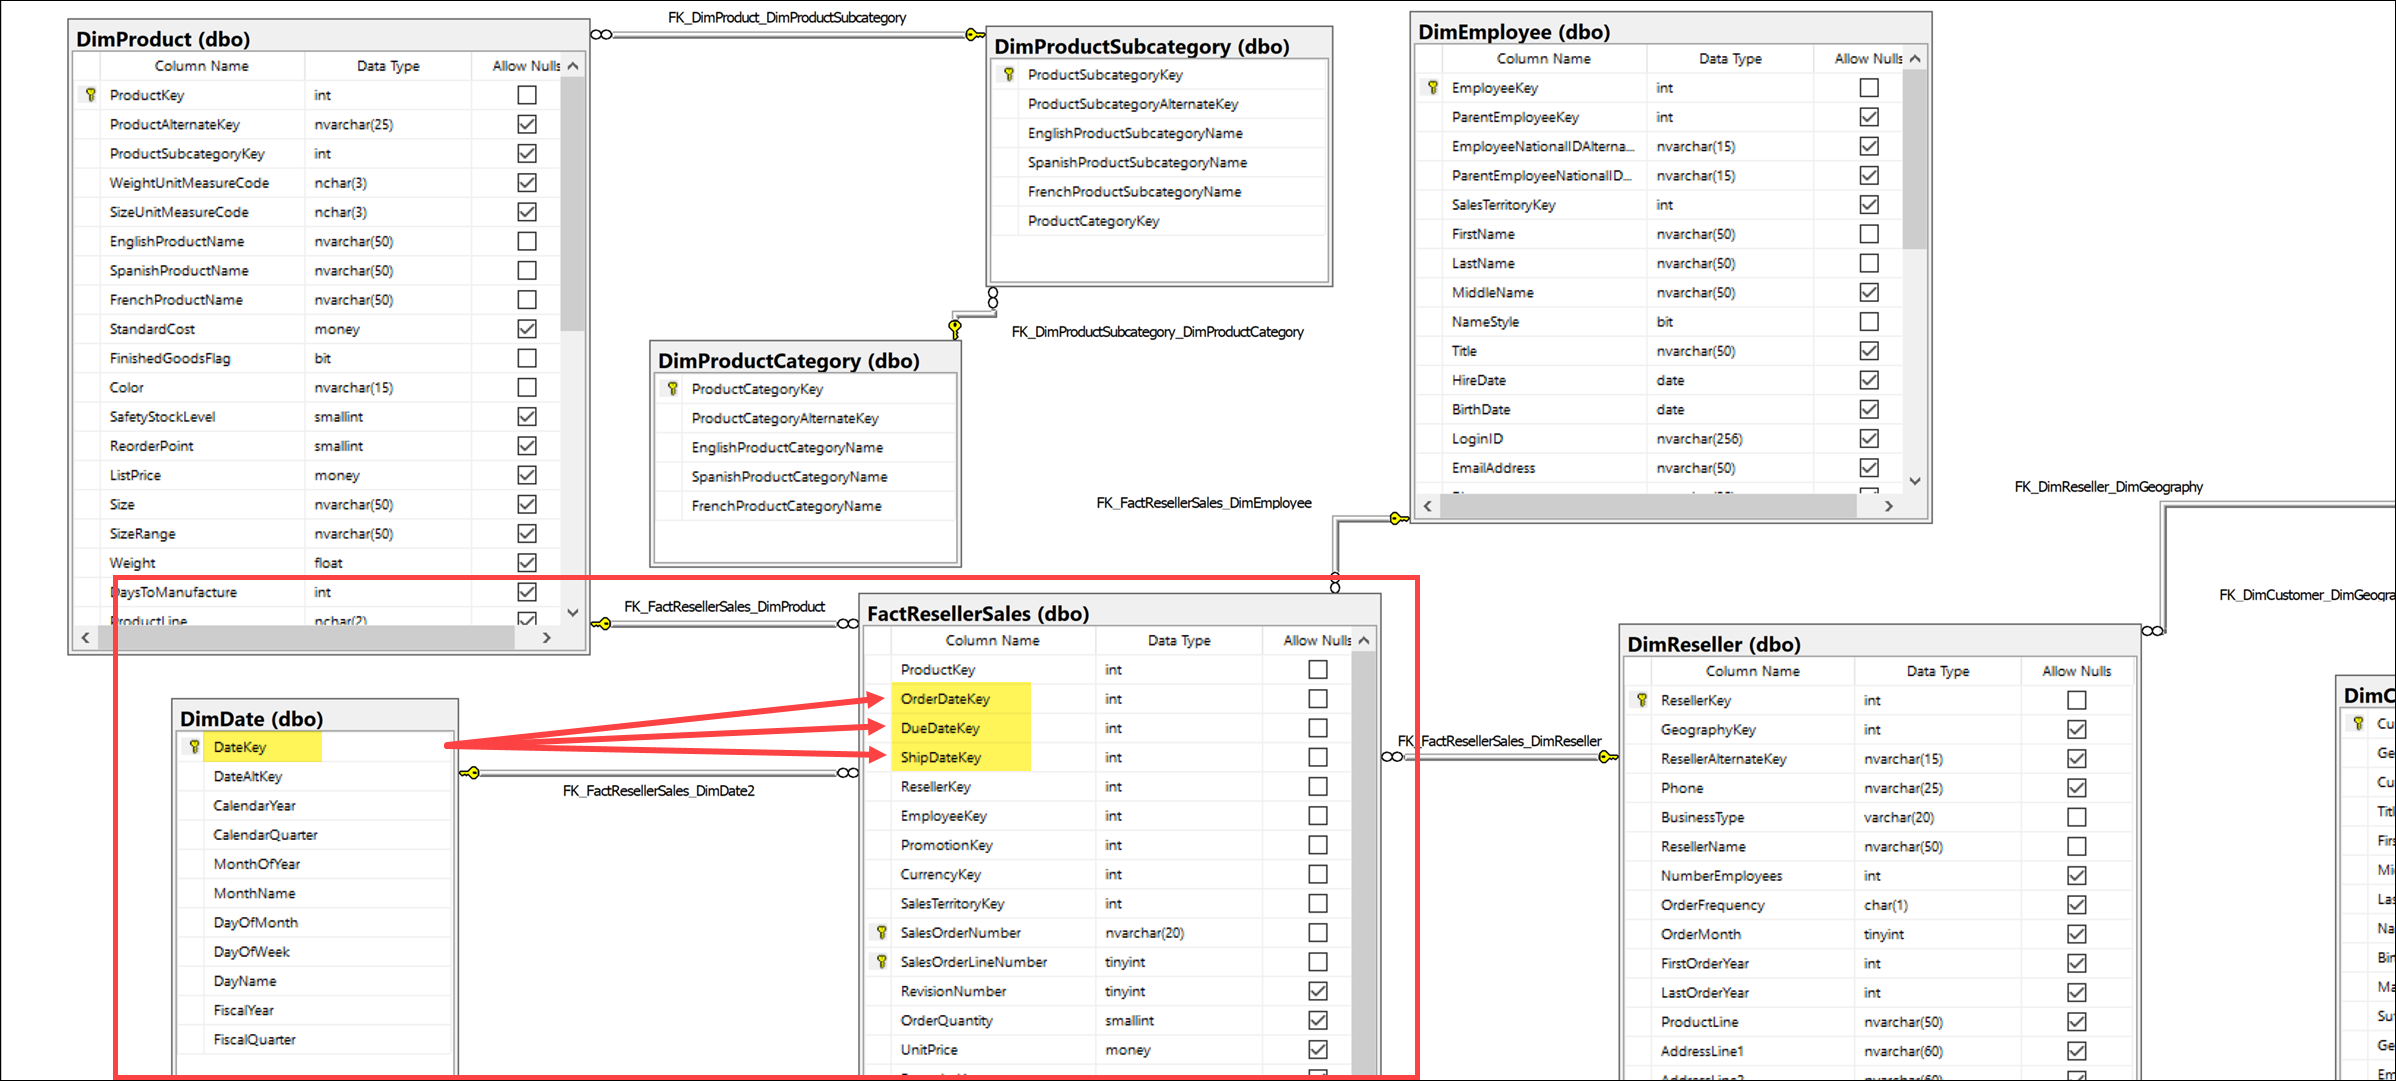 FK_DimProduct_DimProductSubcategory
DimProduct (dbo)
Column Name Data Type Allow Nulls
ProductKey int
ProductAlternateKey nvarchar(25)
ProductSubcategoryKey int
WeightUnitMeasureCode nchar(3)
SizeUnitMeasureCode nchar(3)
EnglishProductName nvarchar(50)
SpanishProductName nvarchar(50)
FrenchProductName nvarchar(50)
StandardCost money
FinishedGoodsFlag bit
Color nvarchar(15)
SafetyStockLevel smallint
ReorderPoint smallint
ListPrice money
Size nvarchar(50)
SizeRange nvarchar(50)
Weight float
DaysToManufacture int
ProductLine nchar(2)
DimProductSubcategory (dbo)
ProductSubcategoryKey
ProductSubcategoryAlternateKey
EnglishProductSubcategoryName
SpanishProductSubcategoryName
FrenchProductSubcategoryName
ProductCategoryKey
FK_DimProductSubcategory_DimProductCategory
DimProductCategory (dbo)
ProductCategoryKey
ProductCategoryAlternateKey
EnglishProductCategoryName
SpanishProductCategoryName
FrenchProductCategoryName
DimEmployee (dbo)
Column Name Data Type Allow Nulls
EmployeeKey int
ParentEmployeeKey int
EmployeeNationalIDAlterna... nvarchar(15)
ParentEmployeeNationalID... nvarchar(15)
SalesTerritoryKey int
FirstName nvarchar(50)
LastName nvarchar(50)
MiddleName nvarchar(50)
NameStyle bit
Title nvarchar(50)
HireDate date
BirthDate date
LoginID nvarchar(256)
EmailAddress nvarchar(50)
FK_FactResellerSales_DimEmployee
FK_DimReseller_DimGeography
FK_DimCustomer_DimGeogra
FK_FactResellerSales_DimProduct
DimDate (dbo)
DateKey
DateAltKey
CalendarYear
CalendarQuarter
MonthOfYear
MonthName
DayOfMonth
DayOfWeek
DayName
FiscalYear
FiscalQuarter
FK_FactResellerSales_DimDate2
FactResellerSales (dbo)
Column Name Data Type Allow Nulls
ProductKey int
OrderDateKey int
DueDateKey int
ShipDateKey int
ResellerKey int
EmployeeKey int
PromotionKey int
CurrencyKey int
SalesTerritoryKey int
SalesOrderNumber nvarchar(20)
SalesOrderLineNumber tinyint
RevisionNumber tinyint
OrderQuantity smallint
UnitPrice money
FK_FactResellerSales_DimReseller
DimReseller (dbo)
Column Name Data Type Allow Nulls
ResellerKey int
GeographyKey int
ResellerAlternateKey nvarchar(15)
Phone nvarchar(25)
BusinessType varchar(20)
ResellerName nvarchar(50)
NumberEmployees int
OrderFrequency char(1)
OrderMonth tinyint
FirstOrderYear int
LastOrderYear int
ProductLine nvarchar(50)
AddressLine1 nvarchar(60)
AddressLine2 nvarchar(60)
DimC
Cu
Ge
Cu
Titl
Firs
Mi
Las
Na
Bir
Ma
Suf
Ge
Em